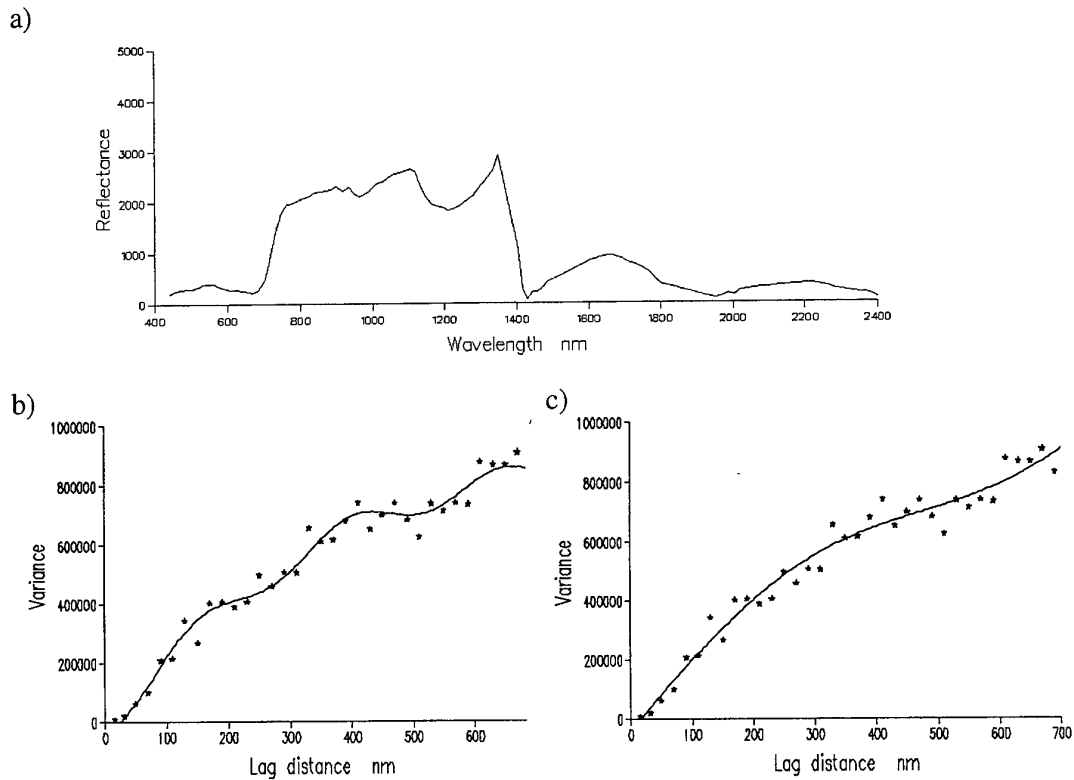 a)
5000
4000
3000
2000
1000
0
Reflectance
400 600 800 1000 1200 1400 1600 1800 2000 2200 2400
Wavelength nm
b)
1000000
800000
600000
400000
200000
0
Variance
0 100 200 300 400 500 600
Lag distance nm
c)
1000000
800000
600000
400000
200000
0
Variance
0 100 200 300 400 500 600 700
Lag distance nm